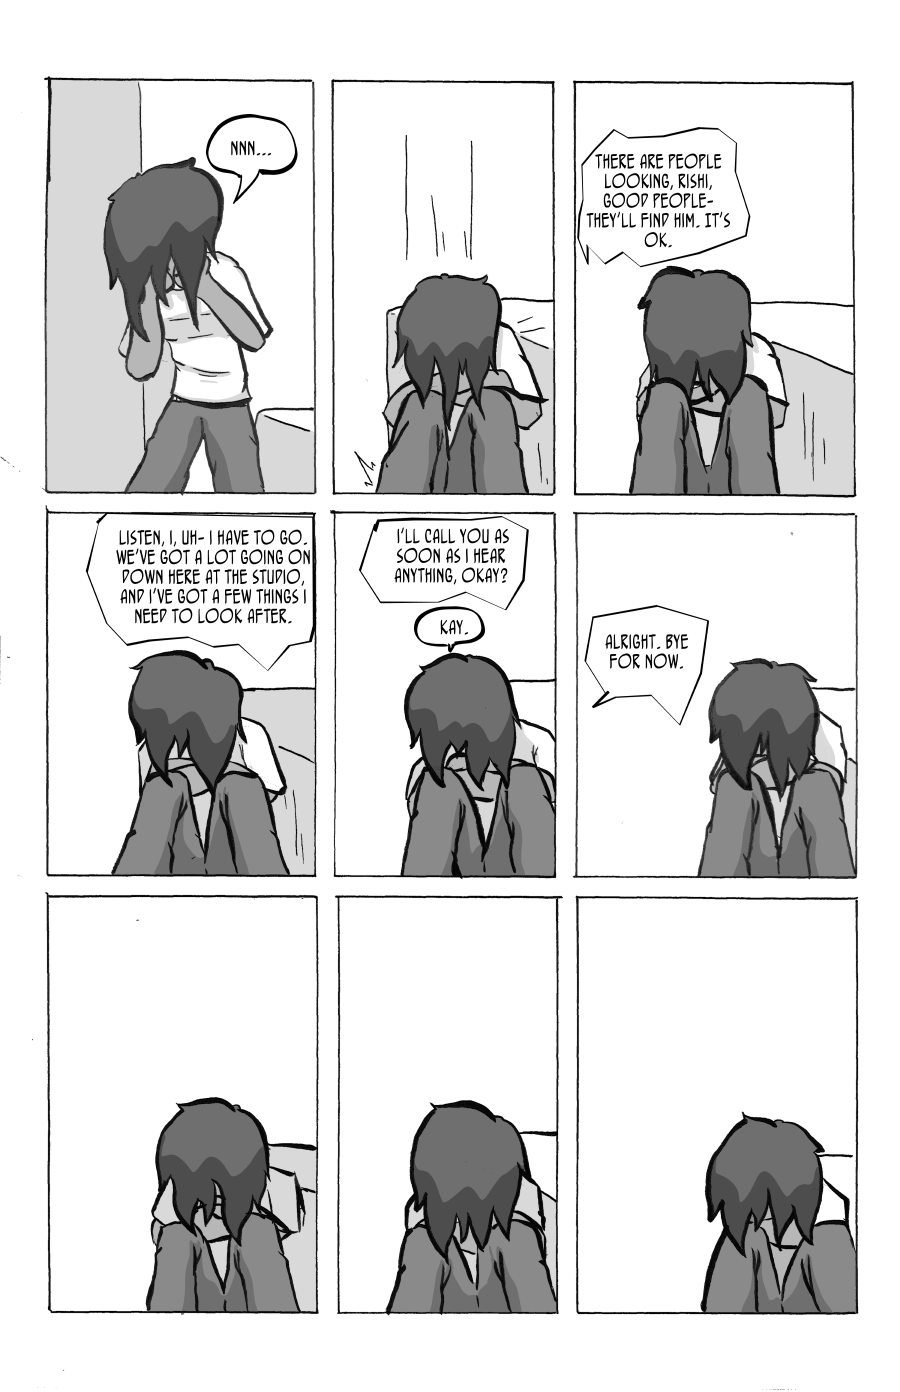 NNN...
THERE ARE PEOPLE
LOOKING, RISHI,
GOOD PEOPLE-
THEY'LL FIND HIM. IT'S
OK.
LISTEN, I, UH- I HAVE TO GO.
WE'VE GOT A LOT GOING ON
DOWN HERE AT THE STUDIO,
AND I'VE GOT A FEW THINGS I
NEED TO LOOK AFTER.
I'LL CALL YOU AS
SOON AS I HEAR
ANYTHING, OKAY?
KAY.
ALRIGHT. BYE
FOR NOW.